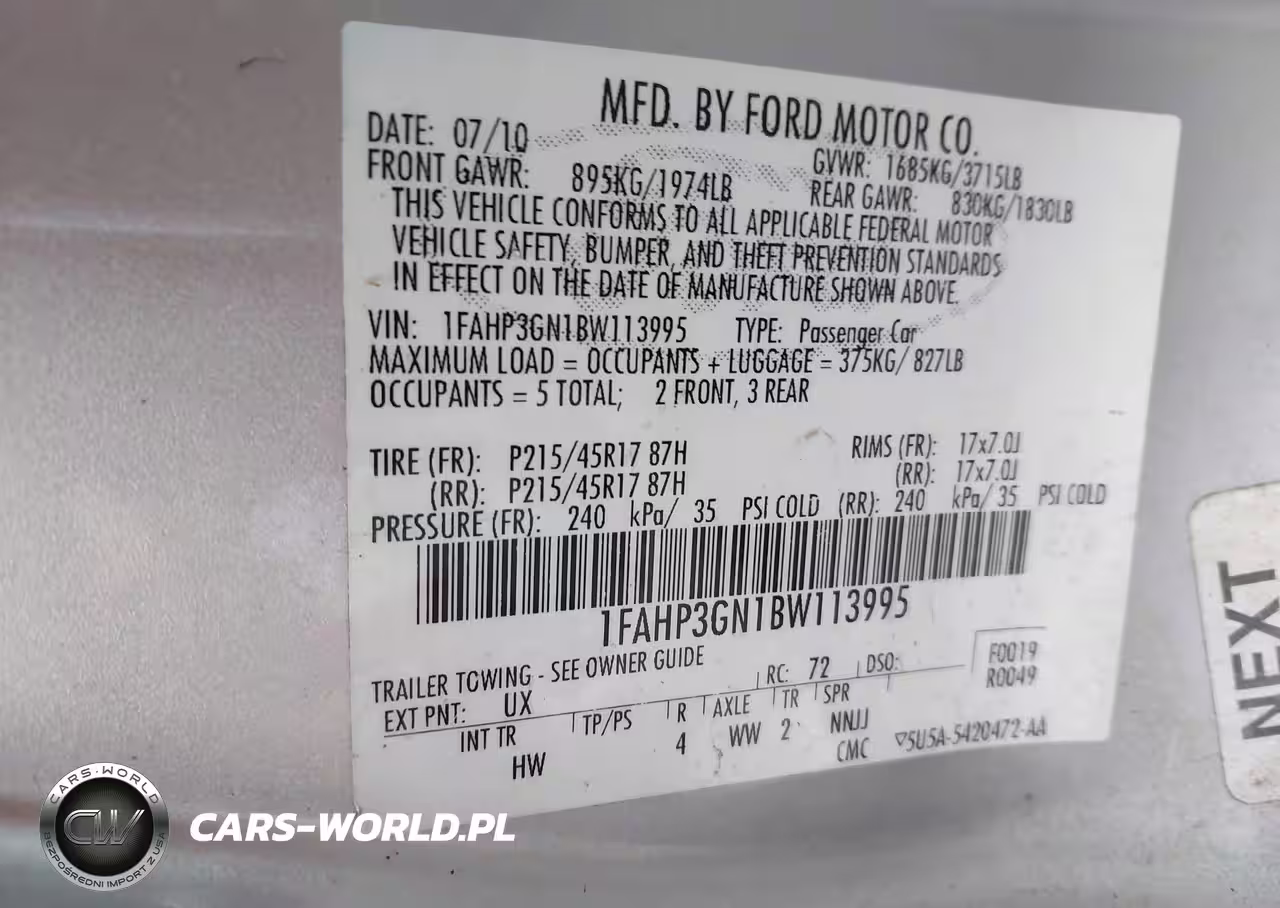 MFD. BY FORD MOTOR CO.
DATE: 07/10 GVWR: 1685KG/3715LB
FRONT GAWR: 895KG/1974LB REAR GAWR: 830KG/1830LB
THIS VEHICLE CONFORMS TO ALL APPLICABLE FEDERAL MOTOR
VEHICLE SAFETY, BUMPER, AND THEFT PREVENTION STANDARDS
IN EFFECT ON THE DATE OF MANUFACTURE SHOWN ABOVE.
VIN: 1FAHP3GN1BW113995 TYPE: Passenger Car
MAXIMUM LOAD = OCCUPANTS + LUGGAGE = 375KG/ 827LB
OCCUPANTS = 5 TOTAL; 2 FRONT, 3 REAR
TIRE (FR): P215/45R17 87H RIMS (FR): 17x7.0J
(RR): P215/45R17 87H (RR): 17x7.0J
PRESSURE (FR): 240 kPa/ 35 PSI COLD (RR): 240 kPa/ 35 PSI COLD
1FAHP3GN1BW113995
TRAILER TOWING - SEE OWNER GUIDE
EXT PNT: UX RC: 72 DSO: F0019
R0049
INT TR TP/PS R AXLE TR SPR
HW 4 WW 2 NNJJ
CMC ▽5U5A-5420472-AA
NEXT
CARS-WORLD
CW
BEZPOŚREDNI IMPORT Z USA
CARS-WORLD.PL